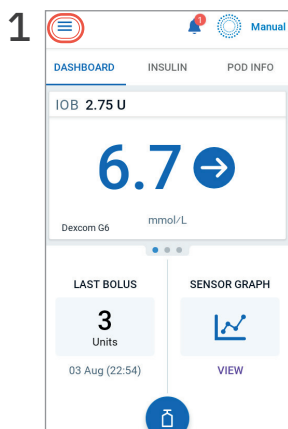 1
1
Manual
DASHBOARD INSULIN POD INFO
IOB 2.75 U
6.7
mmol/L
Dexcom G6
LAST BOLUS SENSOR GRAPH
3
Units
03 Aug (22:54) VIEW